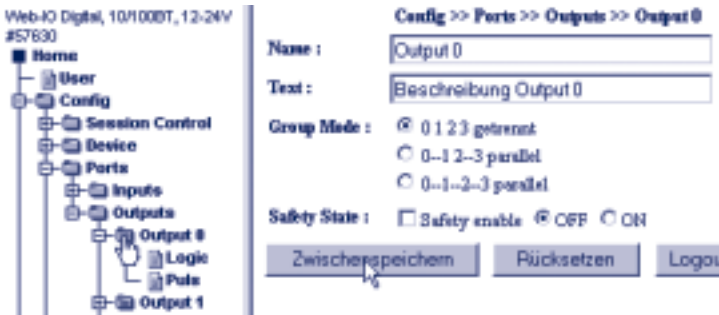 Web-IO Digital, 10/100BT, 12-24V
#57630
Home
User
Config
Session Control
Device
Ports
Inputs
Outputs
Output 0
Logic
Puls
Output 1
Config >> Ports >> Outputs >> Output 0
Name : Output 0
Text : Beschreibung Output 0
Group Mode : 0 1 2 3 getrennt
0--1 2--3 parallel
0--1--2--3 parallel
Safety State : Safety enable OFF ON
Zwischenspeichern Rücksetzen Logou